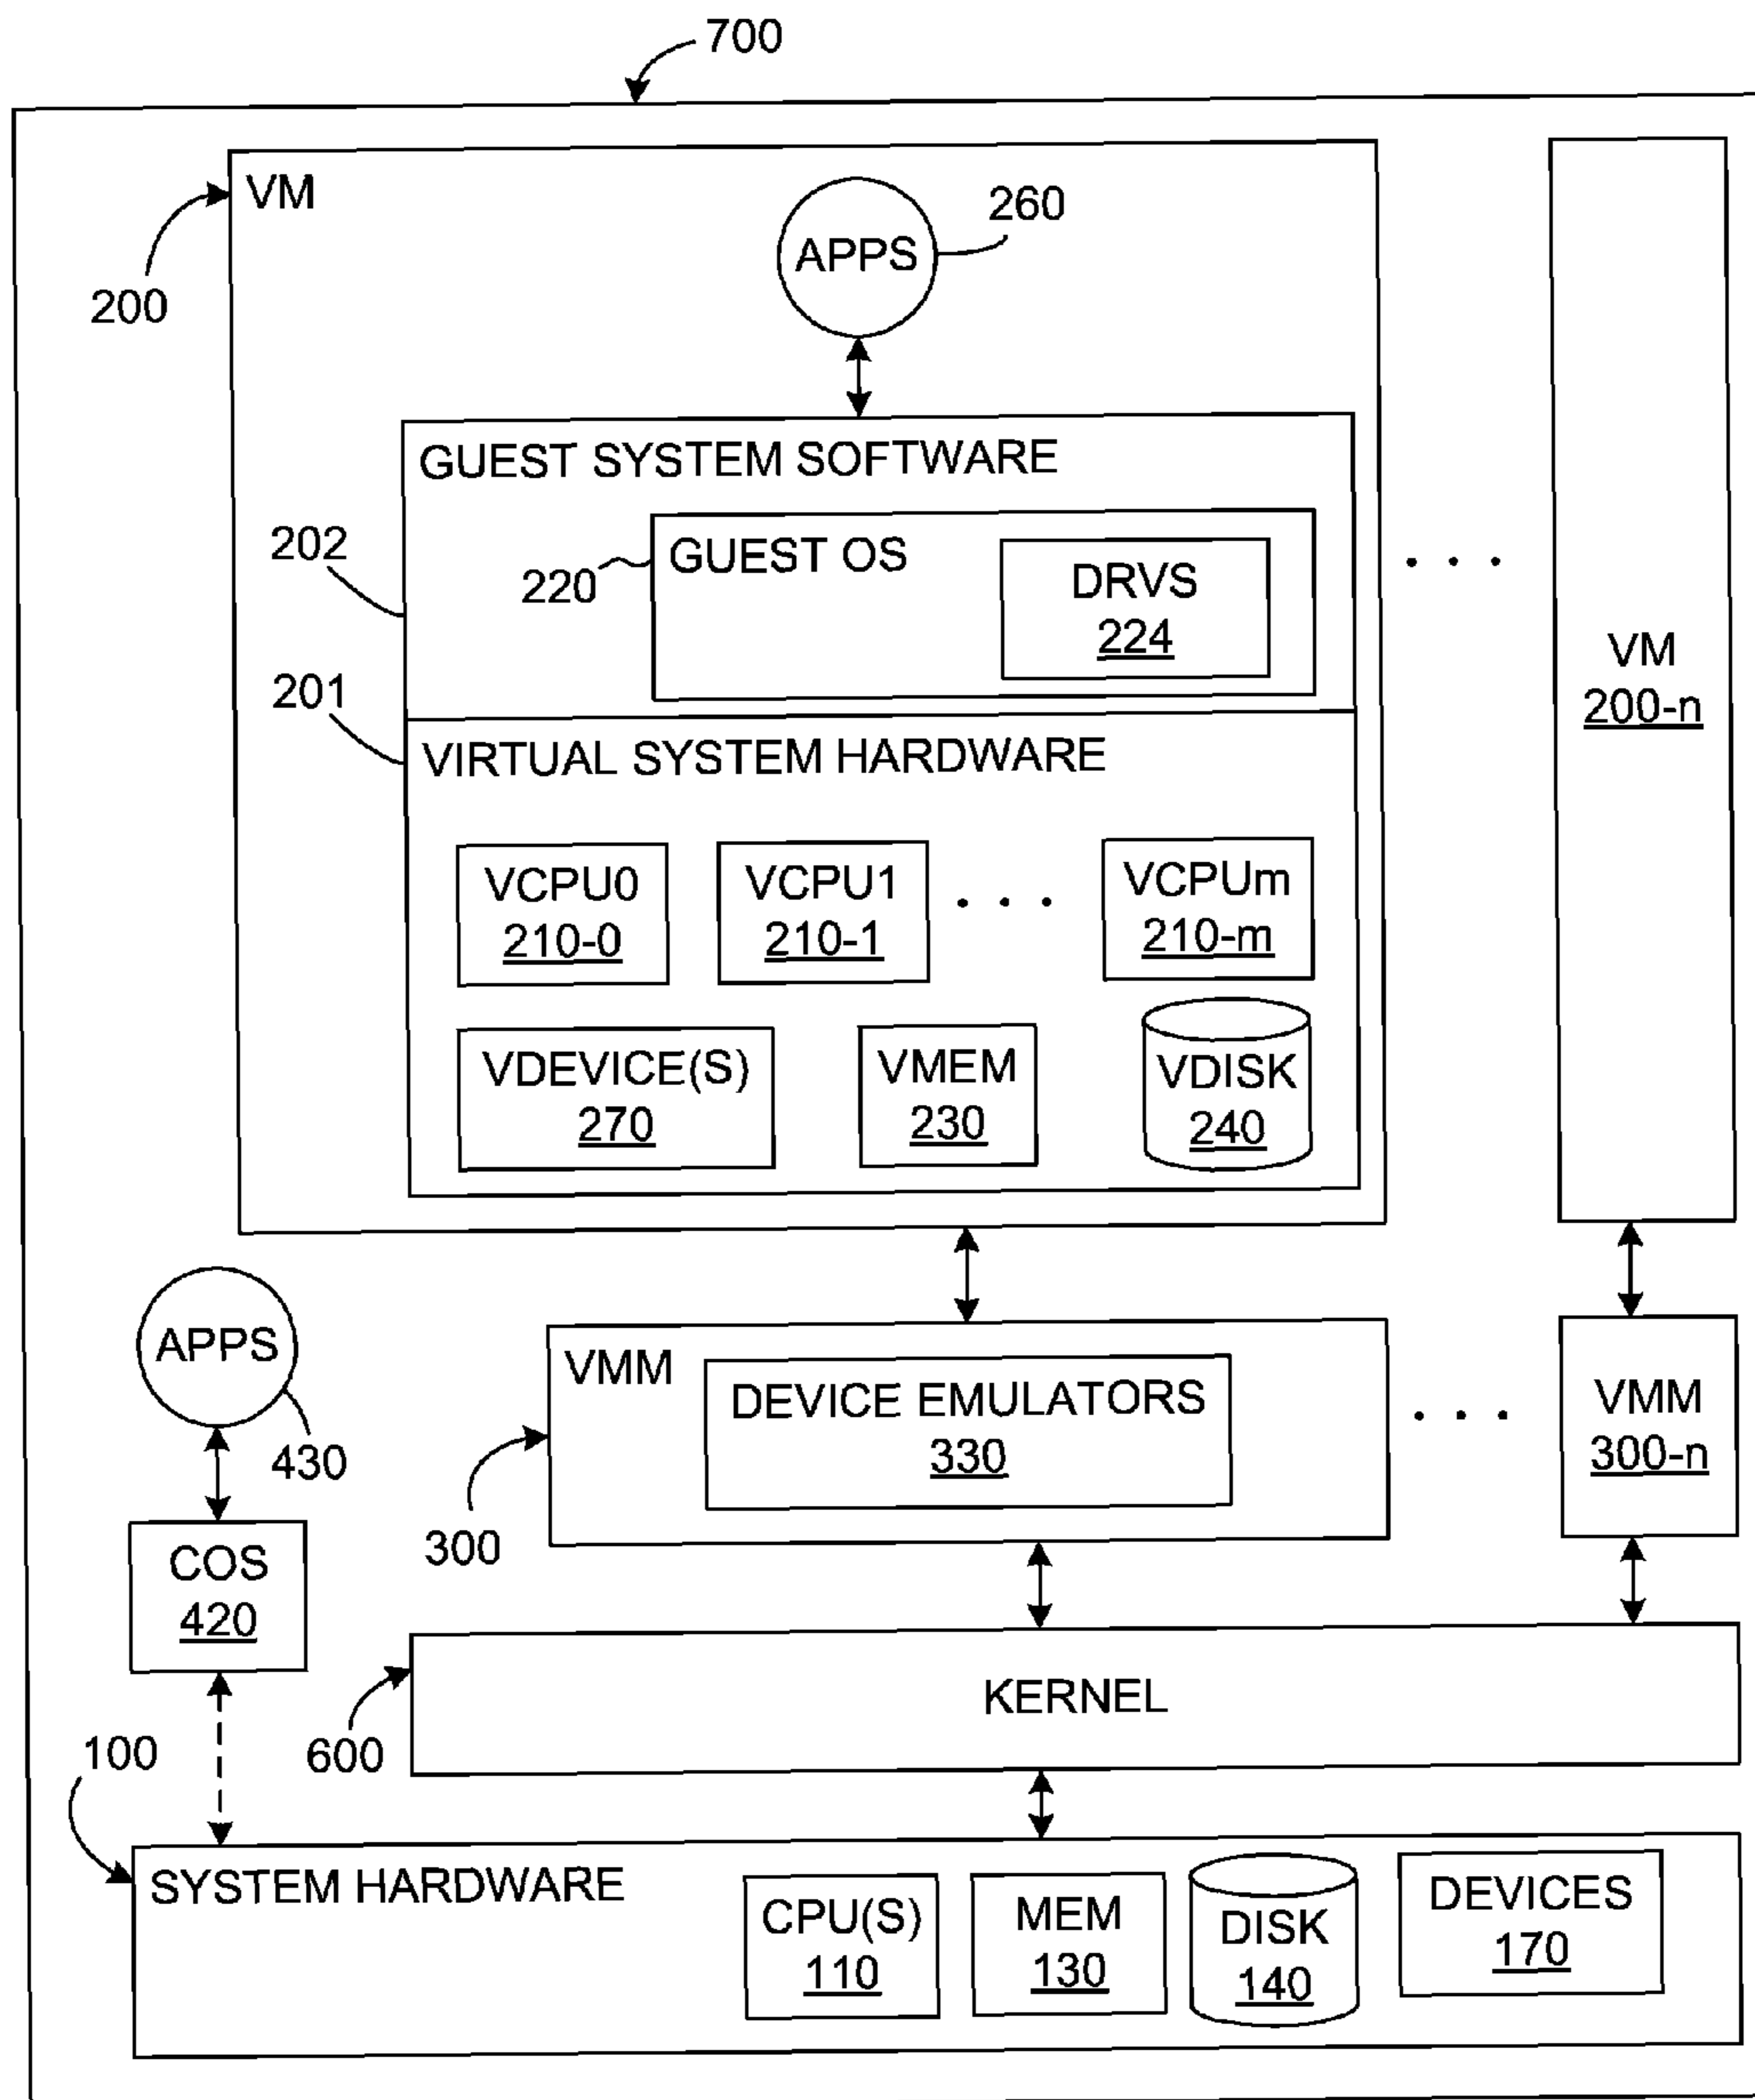 700
VM
200
260
APPS
GUEST SYSTEM SOFTWARE
202
GUEST OS
220
DRVS
224
. . .
VM
200-n
201
VIRTUAL SYSTEM HARDWARE
VCPU0
210-0
VCPU1
210-1
. . .
VCPUm
210-m
VDEVICE(S)
270
VMEM
230
VDISK
240
APPS
430
VMM
DEVICE EMULATORS
330
300
. . .
VMM
300-n
COS
420
KERNEL
600
100
SYSTEM HARDWARE
CPU(S)
110
MEM
130
DISK
140
DEVICES
170